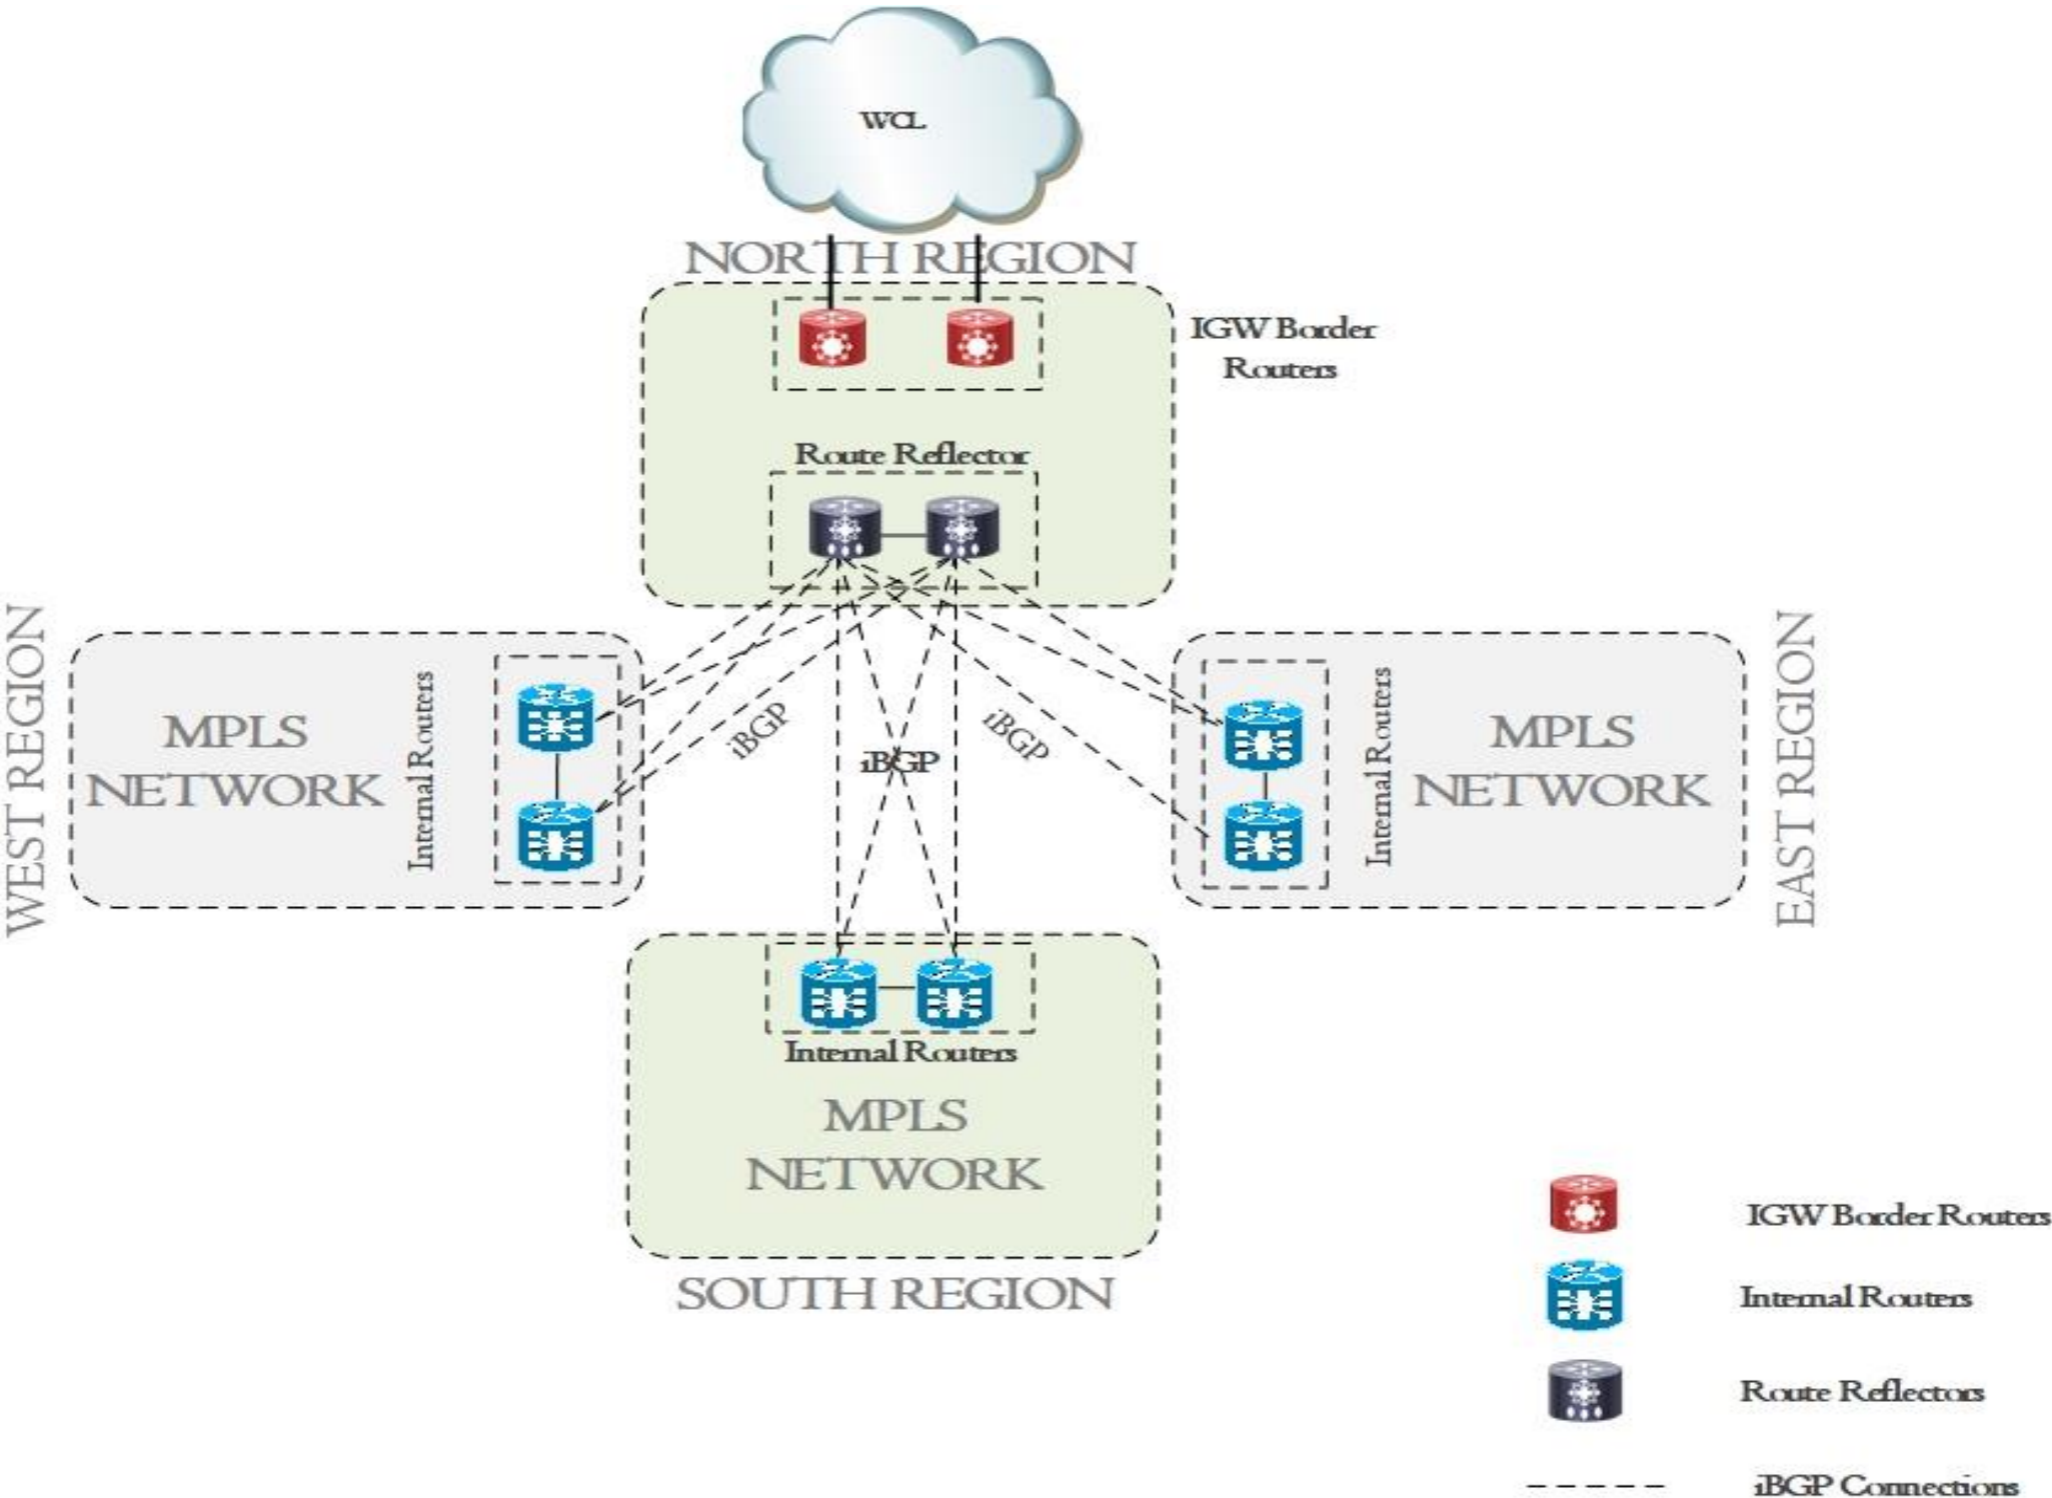 WCL
NORTH REGION
IGW Border
Routers
Route Reflector
WEST REGION
MPLS
NETWORK
Internal Routers
iBGP
iBGP
iBGP
Internal Routers
MPLS
NETWORK
EAST REGION
Internal Routers
MPLS
NETWORK
SOUTH REGION
IGW Border Routers
Internal Routers
Route Reflectors
iBGP Connections